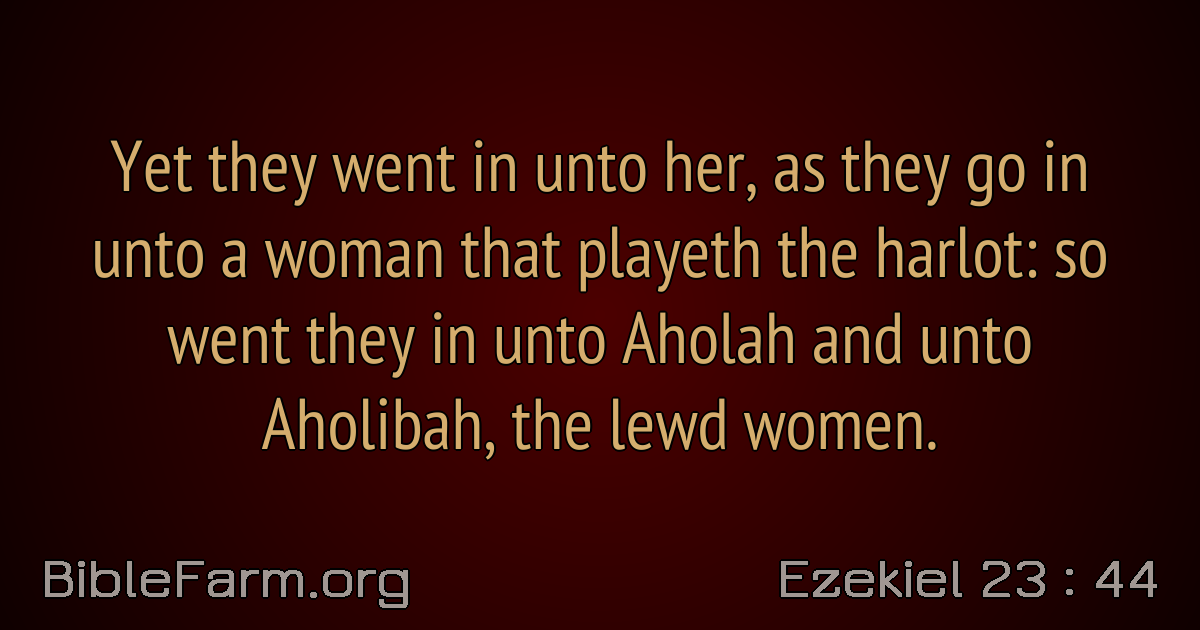 Yet they went in unto her, as they go in
unto a woman that playeth the harlot: so
went they in unto Aholah and unto
Aholibah, the lewd women.
BibleFarm.org
Ezekiel 23 : 44